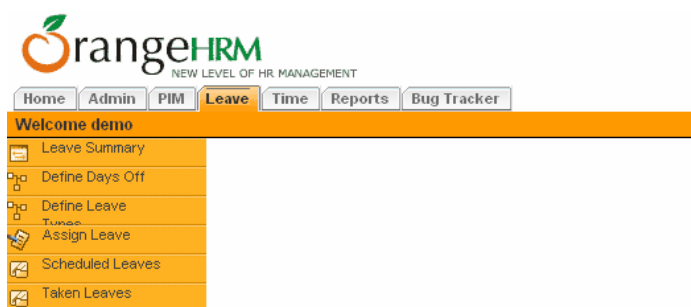 OrangeHRM
NEW LEVEL OF HR MANAGEMENT
Home Admin PIM Leave Time Reports Bug Tracker
Welcome demo
Leave Summary
Define Days Off
Define Leave
Types
Assign Leave
Scheduled Leaves
Taken Leaves